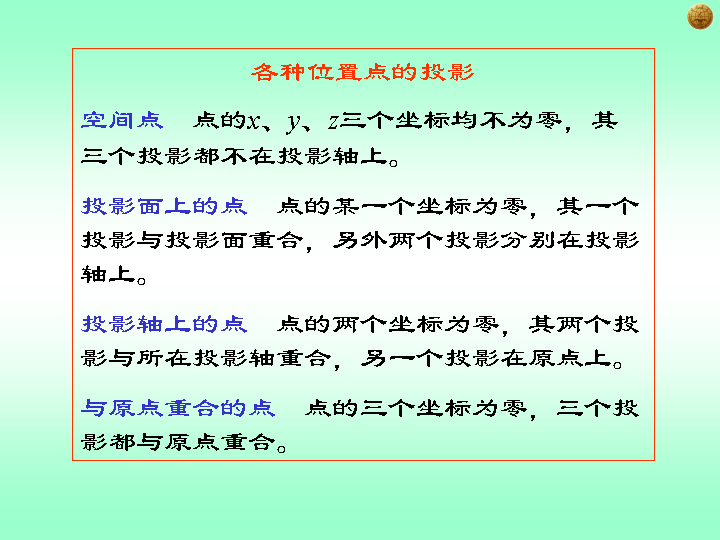 各种位置点的投影
空间点 点的x、y、z三个坐标均不为零，其
三个投影都不在投影轴上。
投影面上的点 点的某一个坐标为零，其一个
投影与投影面重合，另外两个投影分别在投影
轴上。
投影轴上的点 点的两个坐标为零，其两个投
影与所在投影轴重合，另一个投影在原点上。
与原点重合的点 点的三个坐标为零，三个投
影都与原点重合。